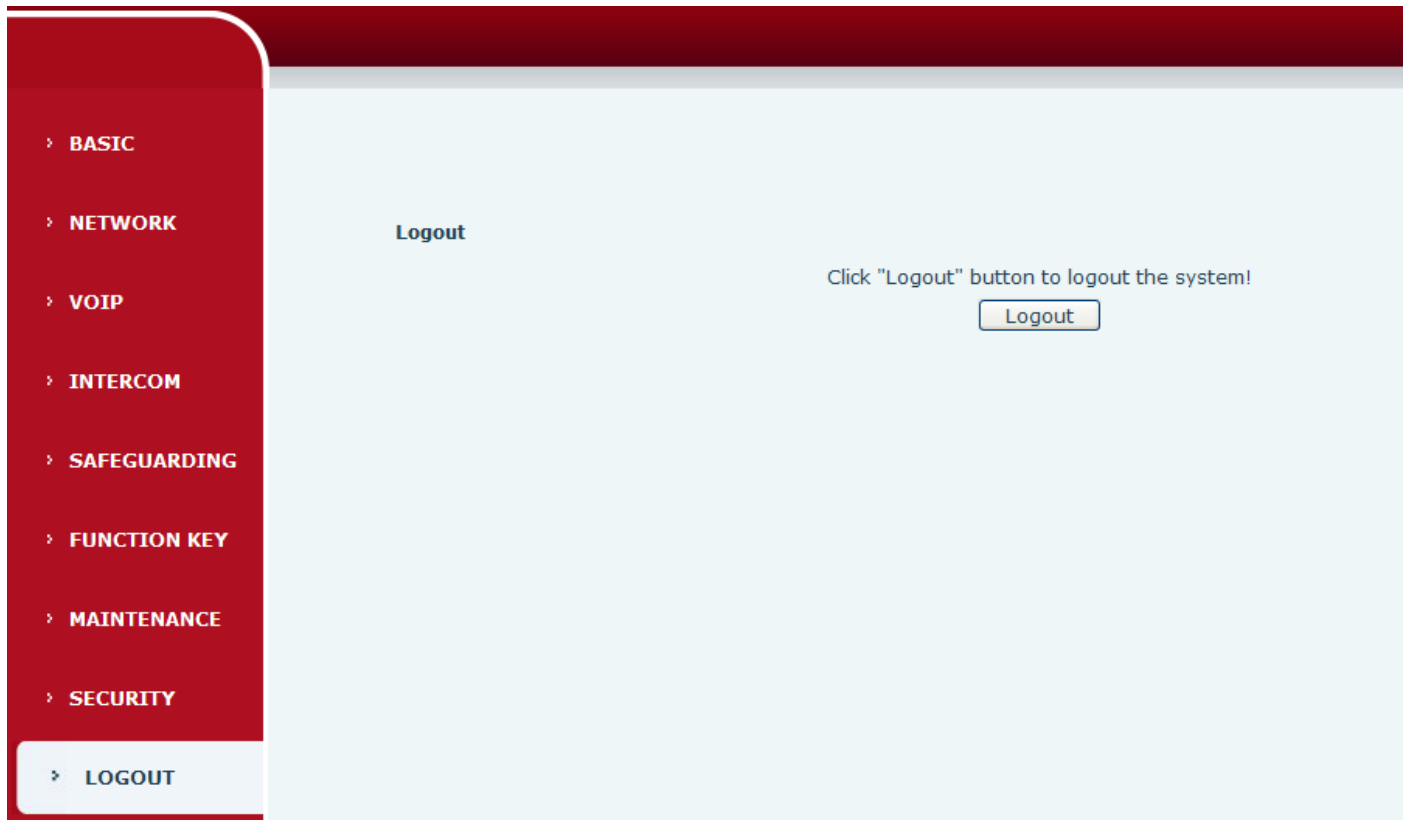 BASIC
NETWORK
VOIP
INTERCOM
SAFEGUARDING
FUNCTION KEY
MAINTENANCE
SECURITY
LOGOUT
Logout
Click "Logout" button to logout the system!
Logout